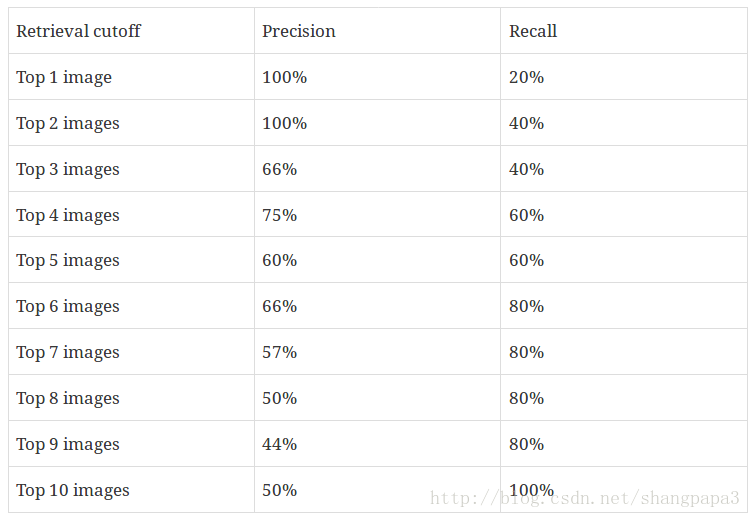 Retrieval cutoff Precision Recall
Top 1 image 100% 20%
Top 2 images 100% 40%
Top 3 images 66% 40%
Top 4 images 75% 60%
Top 5 images 60% 60%
Top 6 images 66% 80%
Top 7 images 57% 80%
Top 8 images 50% 80%
Top 9 images 44% 80%
Top 10 images 50% 100%
http://blog.csdn.net/shangpapa3